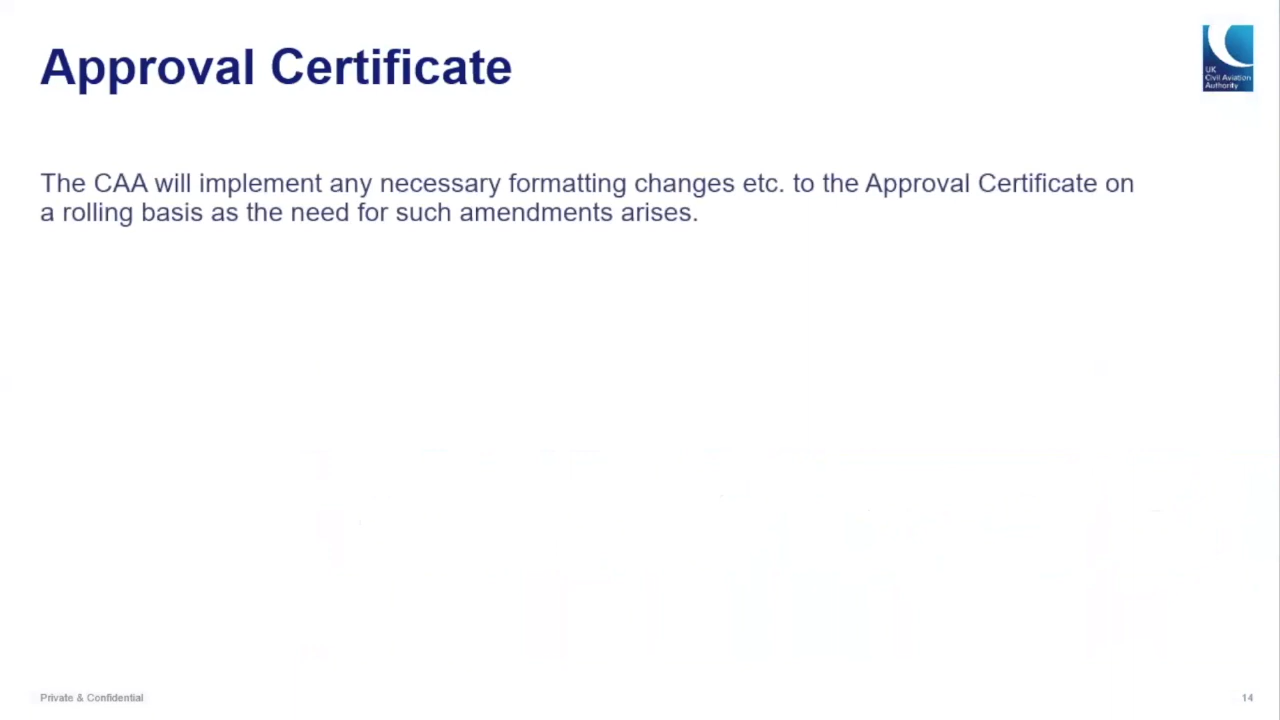 Approval Certificate
UK
Civil Aviation
Authority
The CAA will implement any necessary formatting changes etc. to the Approval Certificate on
a rolling basis as the need for such amendments arises.
Private & Confidential
14